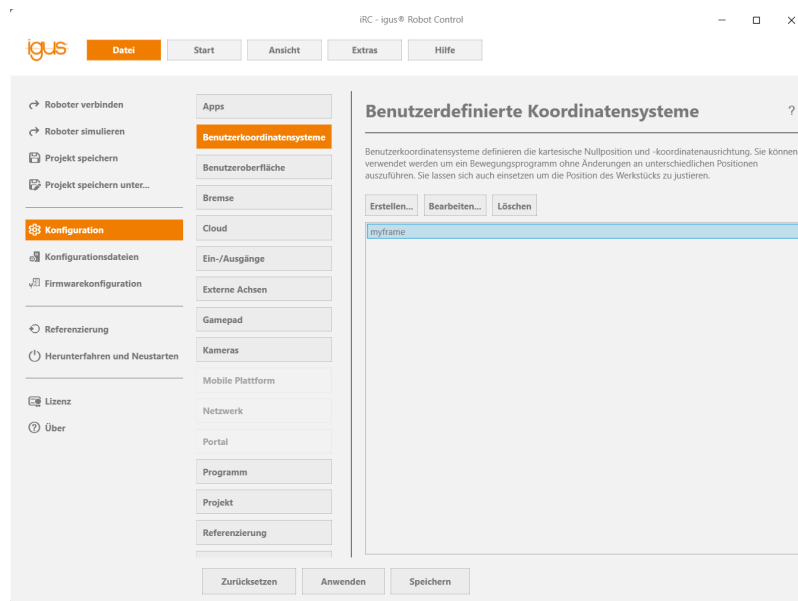 iRC - igus® Robot Control
igus
Datei
Start
Ansicht
Extras
Hilfe
Roboter verbinden
Roboter simulieren
Projekt speichern
Projekt speichern unter...
Konfiguration
Konfigurationsdateien
Firmwarekonfiguration
Referenzierung
Herunterfahren und Neustarten
Lizenz
Über
Apps
Benutzerkoordinatensysteme
Benutzeroberfläche
Bremse
Cloud
Ein-/Ausgänge
Externe Achsen
Gamepad
Kameras
Mobile Plattform
Netzwerk
Portal
Programm
Projekt
Referenzierung
Benutzerdefinierte Koordinatensysteme
?
Benutzerkoordinatensysteme definieren die kartesische Nullposition und -koordinatenausrichtung. Sie können
verwendet werden um ein Bewegungsprogramm ohne Änderungen an unterschiedlichen Positionen
auszuführen. Sie lassen sich auch einsetzen um die Position des Werkstücks zu justieren.
Erstellen...
Bearbeiten...
Löschen
myframe
Zurücksetzen
Anwenden
Speichern